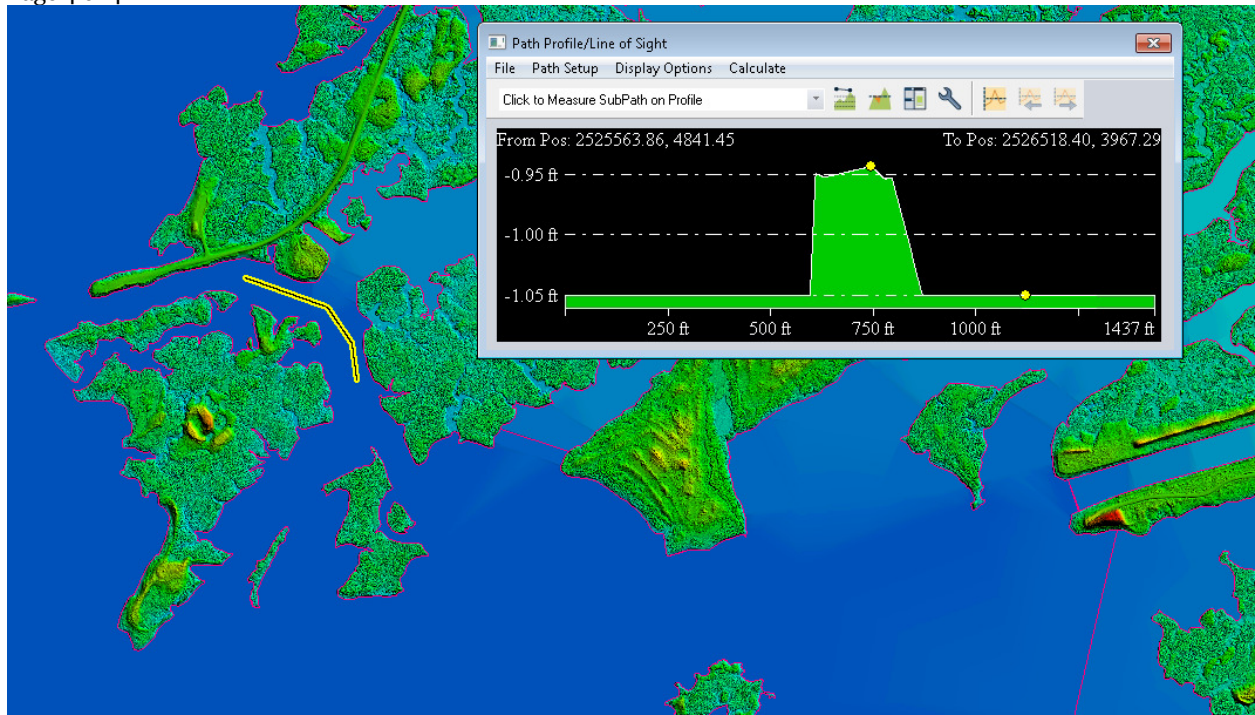 Path Profile/Line of Sight
File Path Setup Display Options Calculate
Click to Measure SubPath on Profile
From Pos: 2525563.86, 4841.45 To Pos: 2526518.40, 3967.29
-0.95 ft
-1.00 ft
-1.05 ft
250 ft 500 ft 750 ft 1000 ft 1437 ft